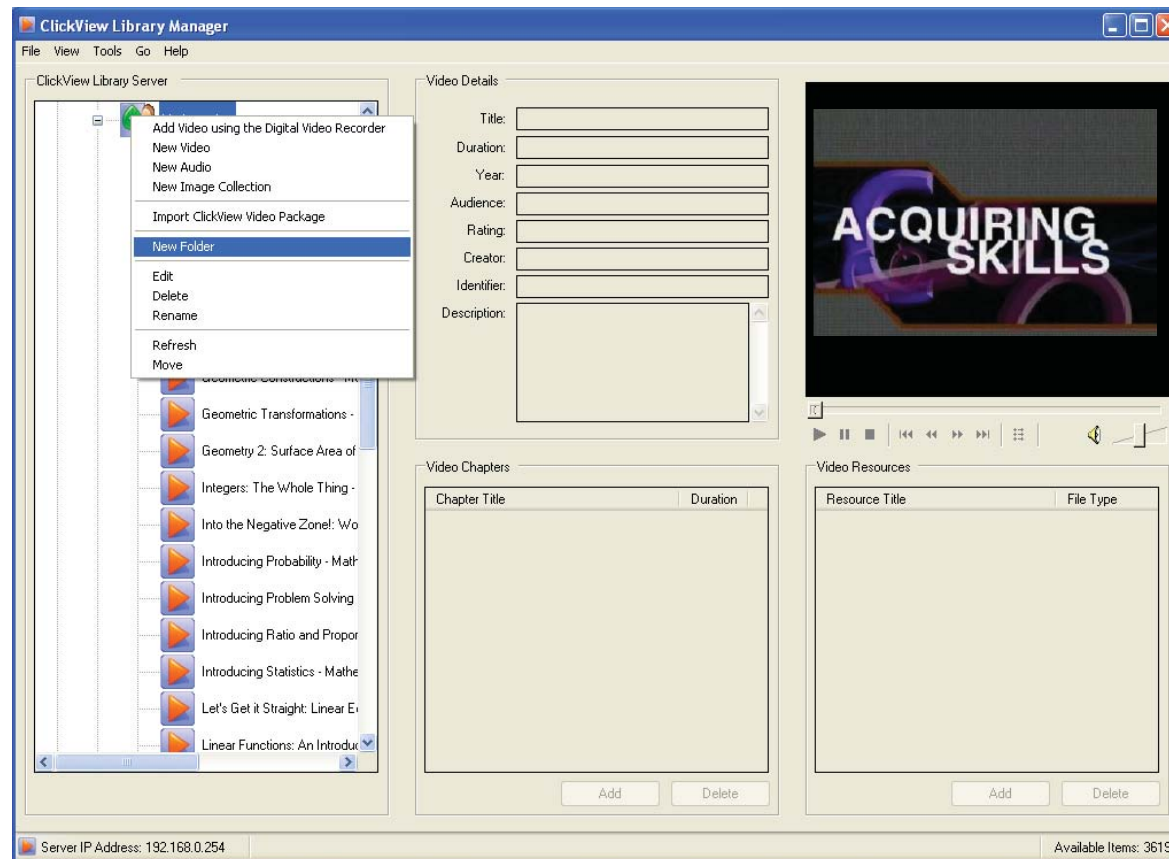 ClickView Library Manager
File View Tools Go Help
ClickView Library Server
Add Video using the Digital Video Recorder
New Video
New Audio
New Image Collection
Import ClickView Video Package
New Folder
Edit
Delete
Rename
Refresh
Move
Geometric Transformations -
Geometry 2: Surface Area of
Integers: The Whole Thing -
Into the Negative Zone!: Wo
Introducing Probability - Math
Introducing Problem Solving
Introducing Ratio and Propor
Introducing Statistics - Mathe
Let's Get it Straight: Linear E
Linear Functions: An Introduc
Video Details
Title:
Duration:
Year:
Audience:
Rating:
Creator:
Identifier:
Description:
ACQUIRING
SKILLS
Video Chapters
Chapter Title Duration
Add Delete
Video Resources
Resource Title File Type
Add Delete
Server IP Address: 192.168.0.254
Available Items: 3619